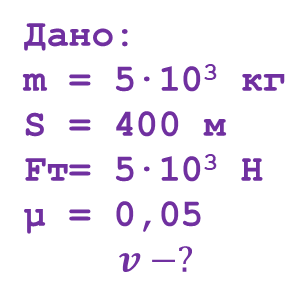 Дано:
m = 5·10³ кг
S = 400 м
Fт= 5·10³ Н
μ = 0,05
v −?